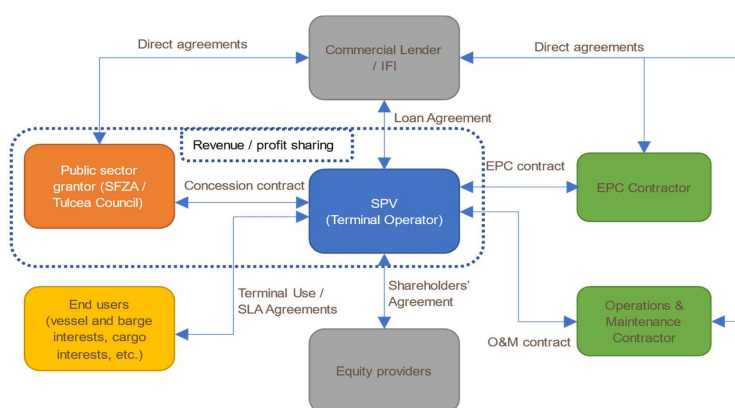 Direct agreements
Commercial Lender
/ IFI
Direct agreements
Loan Agreement
Revenue / profit sharing
Public sector
grantor (SFZA /
Tulcea Council)
Concession contract
SPV
(Terminal Operator)
EPC contract
EPC Contractor
End users
(vessel and barge
interests, cargo
interests, etc.)
Terminal Use /
SLA Agreements
Shareholders'
Agreement
Operations &
Maintenance
Contractor
O&M contract
Equity providers